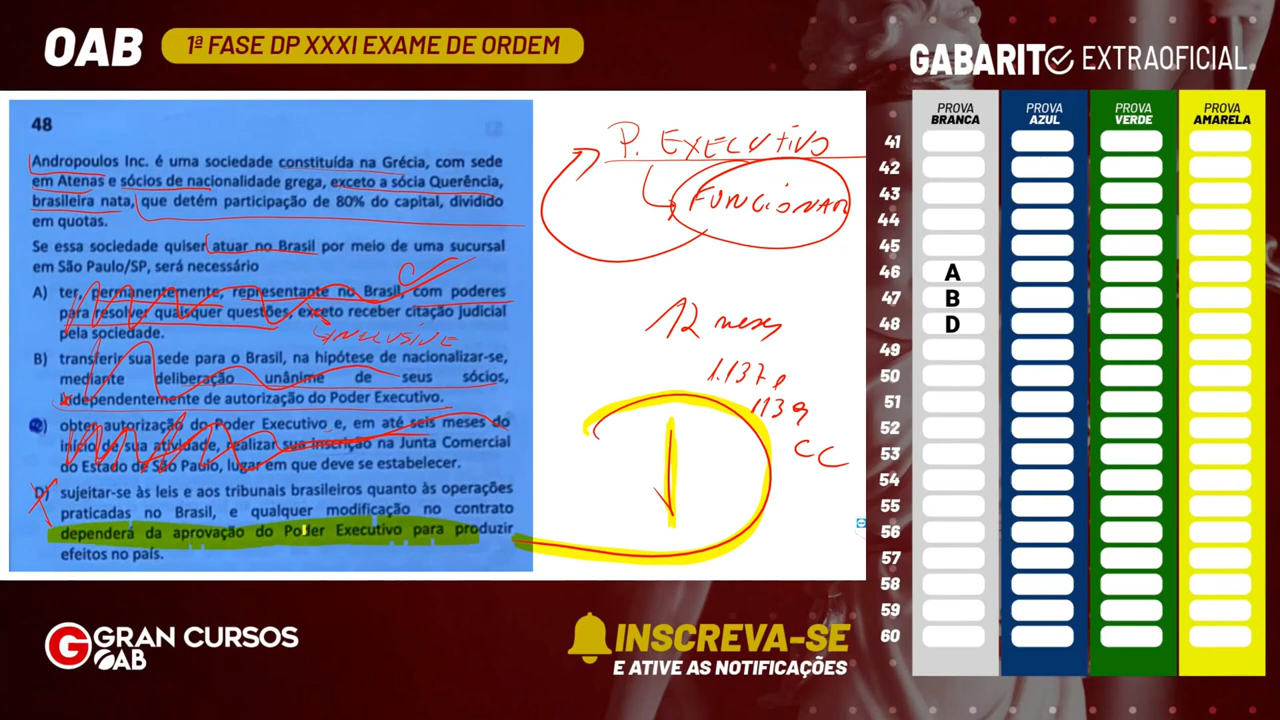 OAB
1ª FASE DP XXXI EXAME DE ORDEM
GABARITO EXTRAOFICIAL
48
Andropoulos Inc. é uma sociedade constituída na Grécia, com sede
em Atenas e sócios de nacionalidade grega, exceto a sócia Querência,
brasileira nata, que detém participação de 80% do capital, dividido
em quotas.
Se essa sociedade quiser atuar no Brasil por meio de uma sucursal
em São Paulo/SP, será necessário
A) ter, permanentemente, representante no Brasil, com poderes
para resolver quaisquer questões, exceto receber citação judicial
pela sociedade.
INCLUSIVE
B) transferir sua sede para o Brasil, na hipótese de nacionalizar-se,
mediante deliberação unânime de seus sócios,
independentemente de autorização do Poder Executivo.
C) obter autorização do Poder Executivo e, em até seis meses do
início de sua atividade, realizar sua inscrição na Junta Comercial
do Estado de São Paulo, lugar em que deve se estabelecer.
D) sujeitar-se às leis e aos tribunais brasileiros quanto às operações
praticadas no Brasil, e qualquer modificação no contrato
dependerá da aprovação do Poder Executivo para produzir
efeitos no país.
P. EXECUTIVO
FUNCIONAR
12 meses
1.137
CC
PROVA BRANCA
PROVA AZUL
PROVA VERDE
PROVA AMARELA
41
42
43
44
45
46 A
47 B
48 D
49
50
51
52
53
54
55
56
57
58
59
60
G GRAN CURSOS
OAB
INSCREVA-SE
E ATIVE AS NOTIFICAÇÕES